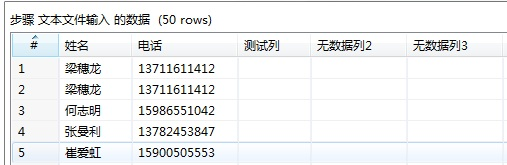 步骤 文本文件输入 的数据 (50 rows)
# 姓名 电话 测试列 无数据列2 无数据列3
1 梁穗龙 13711611412
2 梁穗龙 13711611412
3 何志明 15986551042
4 张曼利 13782453847
5 崔爱虹 15900505553